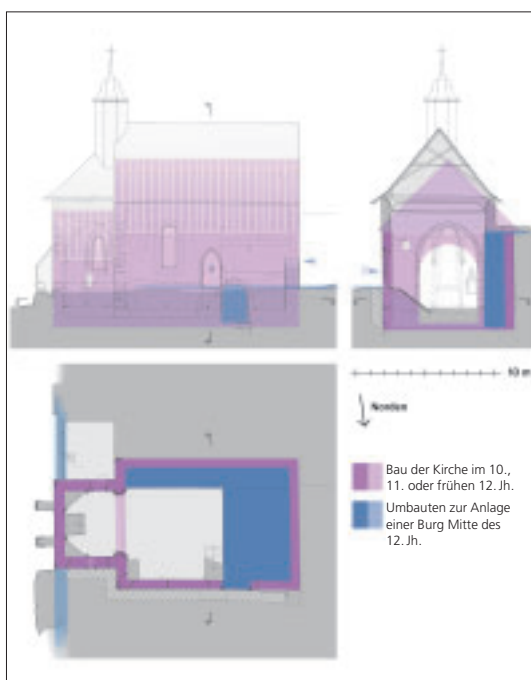 10 m
Norden
Bau der Kirche im 10.,
11. oder frühen 12. Jh.
Umbauten zur Anlage
einer Burg Mitte des
12. Jh.